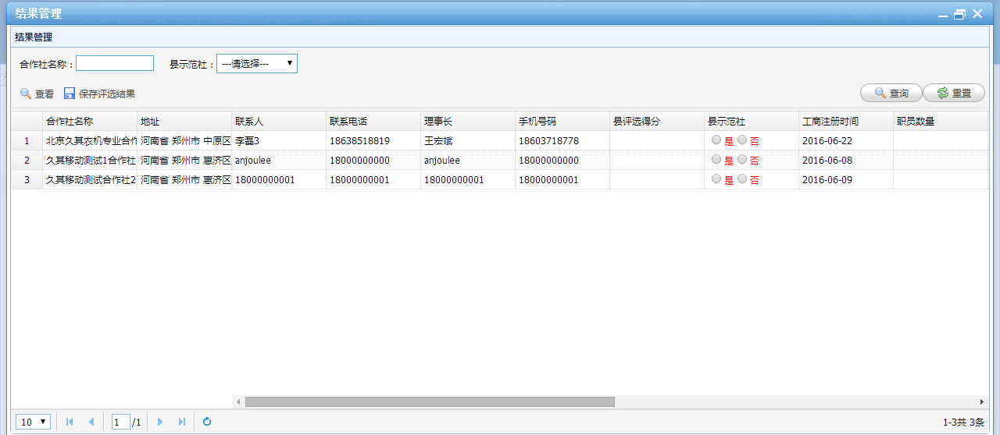 结果管理
结果管理
合作社名称： 县示范社： ---请选择---
查看 保存评选结果 查询 重置
合作社名称 地址 联系人 联系电话 理事长 手机号码 县评选得分 县示范社 工商注册时间 职员数量
1 北京久其农机专业合作 河南省 郑州市 中原区 李磊3 18638518819 王宏斌 18603718778 是 否 2016-06-22
2 久其移动测试1合作社 河南省 郑州市 惠济区 anjoulee 18000000000 anjoulee 18000000000 是 否 2016-06-08
3 久其移动测试合作社2 河南省 郑州市 惠济区 18000000001 18000000001 18000000001 18000000001 是 否 2016-06-09
10 1 /1 1-3共 3条